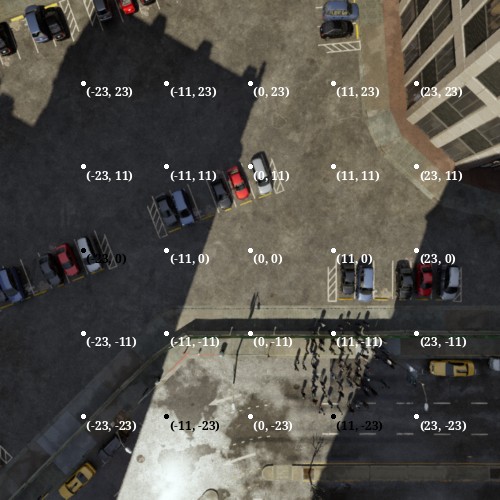 (-23, 23) (-11, 23) (0, 23) (11, 23) (23, 23)
(-23, 11) (-11, 11) (0, 11) (11, 11) (23, 11)
(-23, 0) (-11, 0) (0, 0) (11, 0) (23, 0)
(-23, -11) (-11, -11) (0, -11) (11, -11) (23, -11)
(-23, -23) (-11, -23) (0, -23) (11, -23) (23, -23)